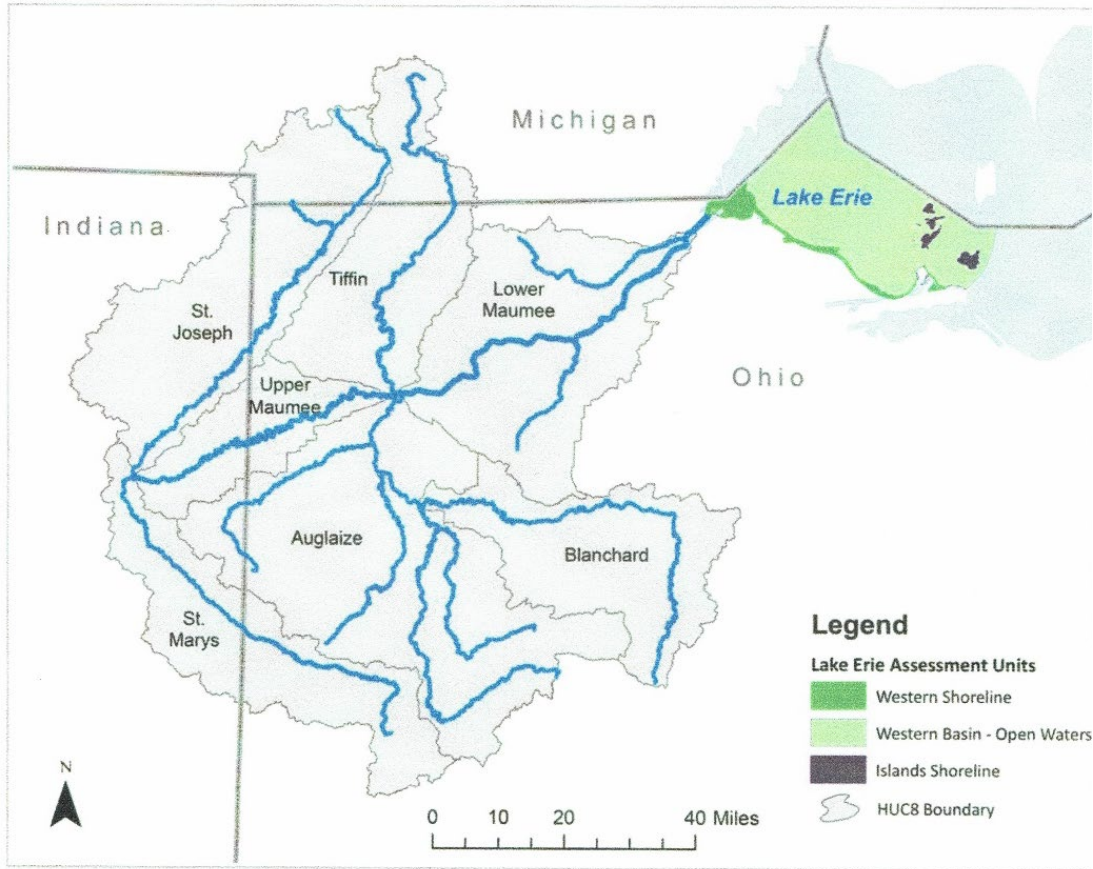 Michigan
Indiana
Lake Erie
Tiffin
Lower
Maumee
St.
Joseph
Ohio
Upper
Maumee
Auglaize
Blanchard
St.
Marys
Legend
Lake Erie Assessment Units
Western Shoreline
Western Basin - Open Waters
Islands Shoreline
HUC8 Boundary
N
0 10 20 40 Miles